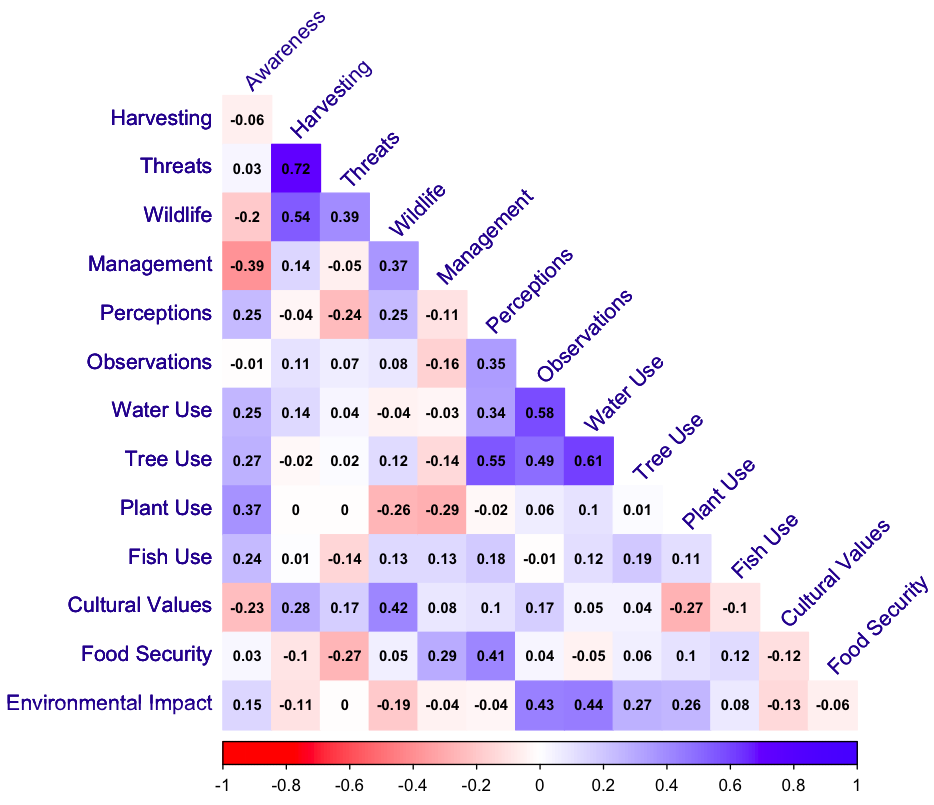 Awareness
Harvesting -0.06 Harvesting
Threats 0.03 0.72 Threats
Wildlife -0.2 0.54 0.39 Wildlife
Management -0.39 0.14 -0.05 0.37 Management
Perceptions 0.25 -0.04 -0.24 0.25 -0.11 Perceptions
Observations -0.01 0.11 0.07 0.08 -0.16 0.35 Observations
Water Use 0.25 0.14 0.04 -0.04 -0.03 0.34 0.58 Water Use
Tree Use 0.27 -0.02 0.02 0.12 -0.14 0.55 0.49 0.61 Tree Use
Plant Use 0.37 0 0 -0.26 -0.29 -0.02 0.06 0.1 0.01 Plant Use
Fish Use 0.24 0.01 -0.14 0.13 0.13 0.18 -0.01 0.12 0.19 0.11 Fish Use
Cultural Values -0.23 0.28 0.17 0.42 0.08 0.1 0.17 0.05 0.04 -0.27 -0.1 Cultural Values
Food Security 0.03 -0.1 -0.27 0.05 0.29 0.41 0.04 -0.05 0.06 0.1 0.12 -0.12 Food Security
Environmental Impact 0.15 -0.11 0 -0.19 -0.04 -0.04 0.43 0.44 0.27 0.26 0.08 -0.13 -0.06
-1 -0.8 -0.6 -0.4 -0.2 0 0.2 0.4 0.6 0.8 1